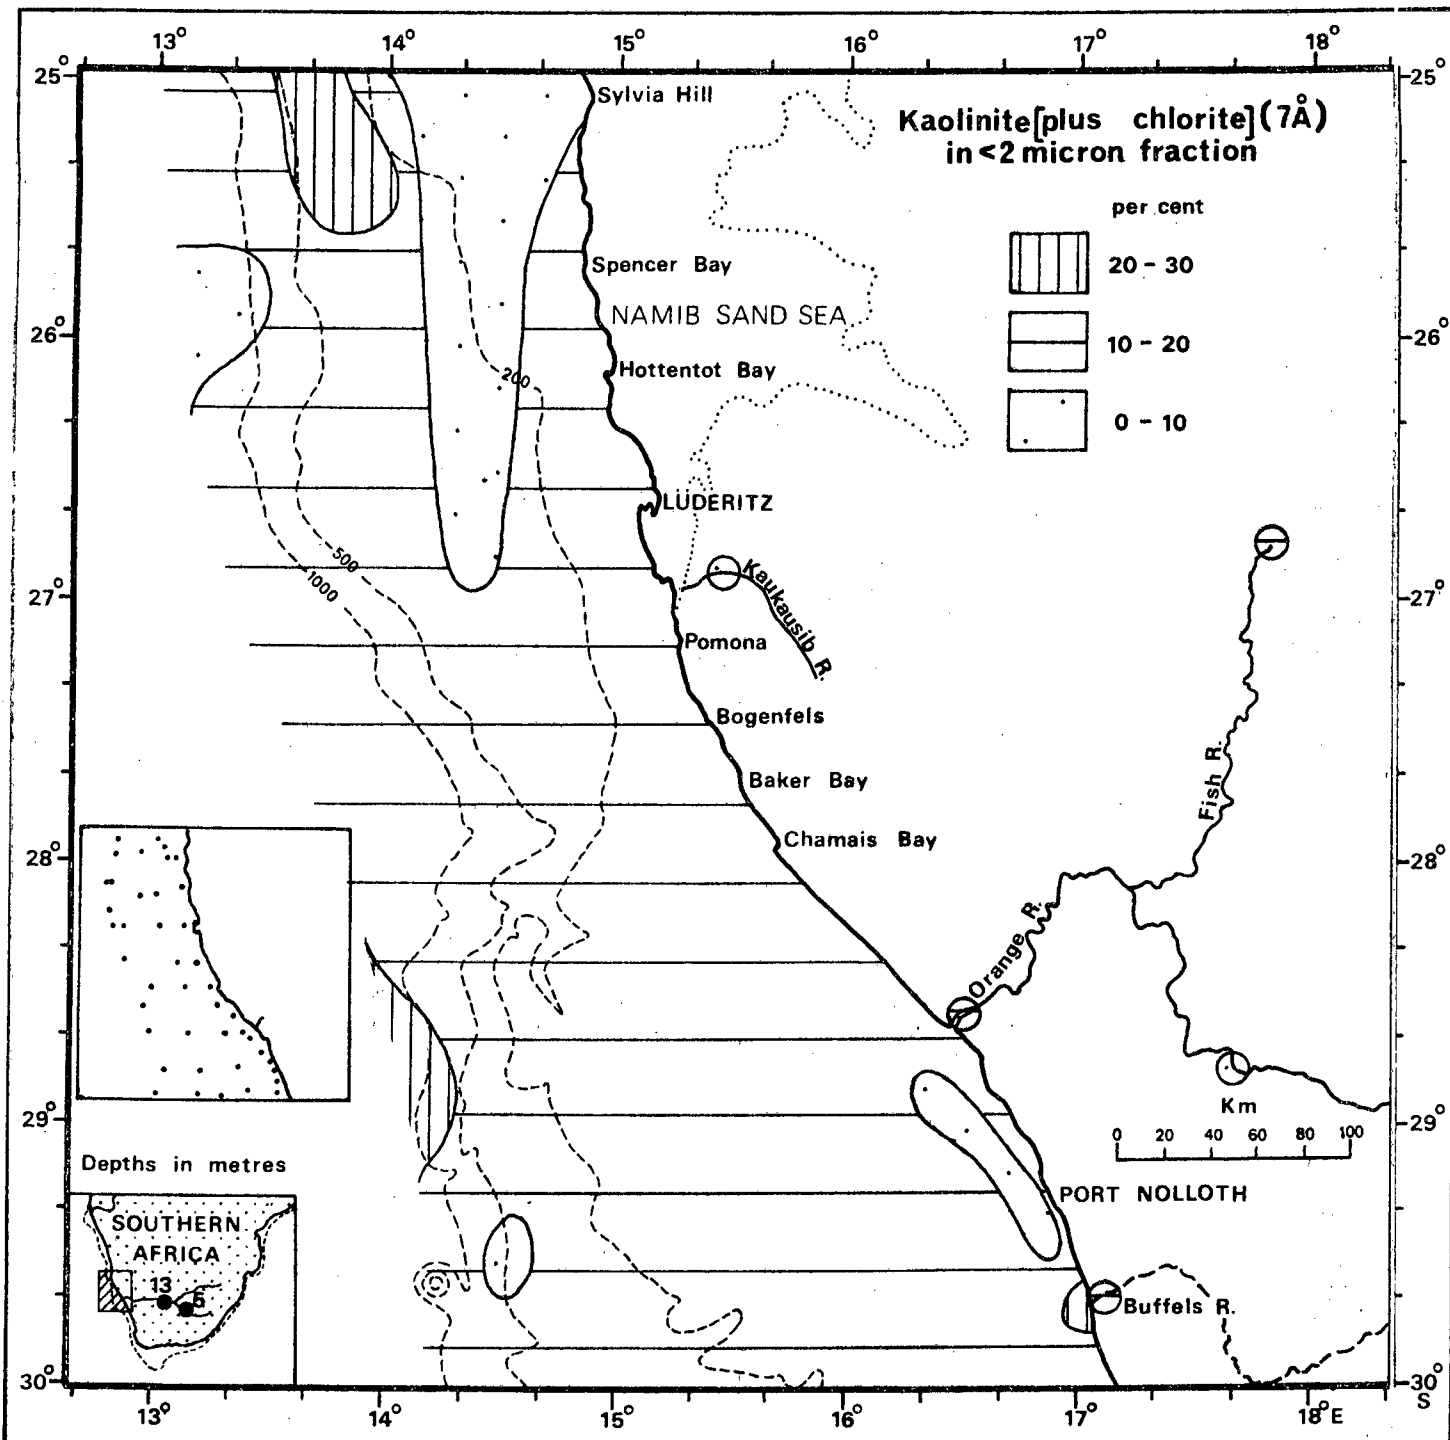 13° 14° 15° 16° 17° 18°
25° 25°
Sylvia Hill
Kaolinite[plus chlorite](7Å)
in <2 micron fraction
per cent
20 - 30
10 - 20
0 - 10
Spencer Bay
NAMIB SAND SEA
26° 26°
Hottentot Bay
200
LÜDERITZ
500
1000
Kaukausib R.
27° 27°
Pomona
Bogenfels
Baker Bay
Fish R.
Chamais Bay
28° 28°
Orange R.
Km
0 20 40 60 80 100
29° 29°
Depths in metres
PORT NOLLOTH
SOUTHERN
AFRICA
13
5
Buffels R.
30° 30°
S
13° 14° 15° 16° 17° 18°E